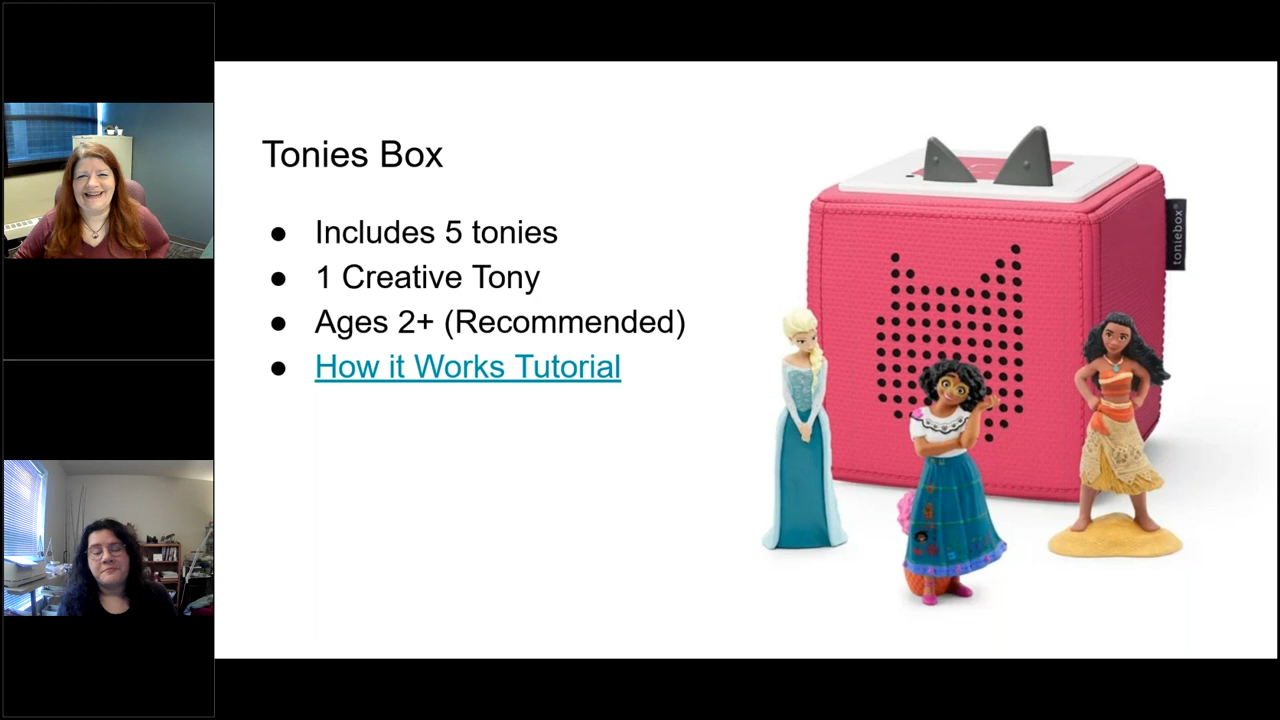 Tonies Box
● Includes 5 tonies
● 1 Creative Tony
● Ages 2+ (Recommended)
● How it Works Tutorial
toniebox®